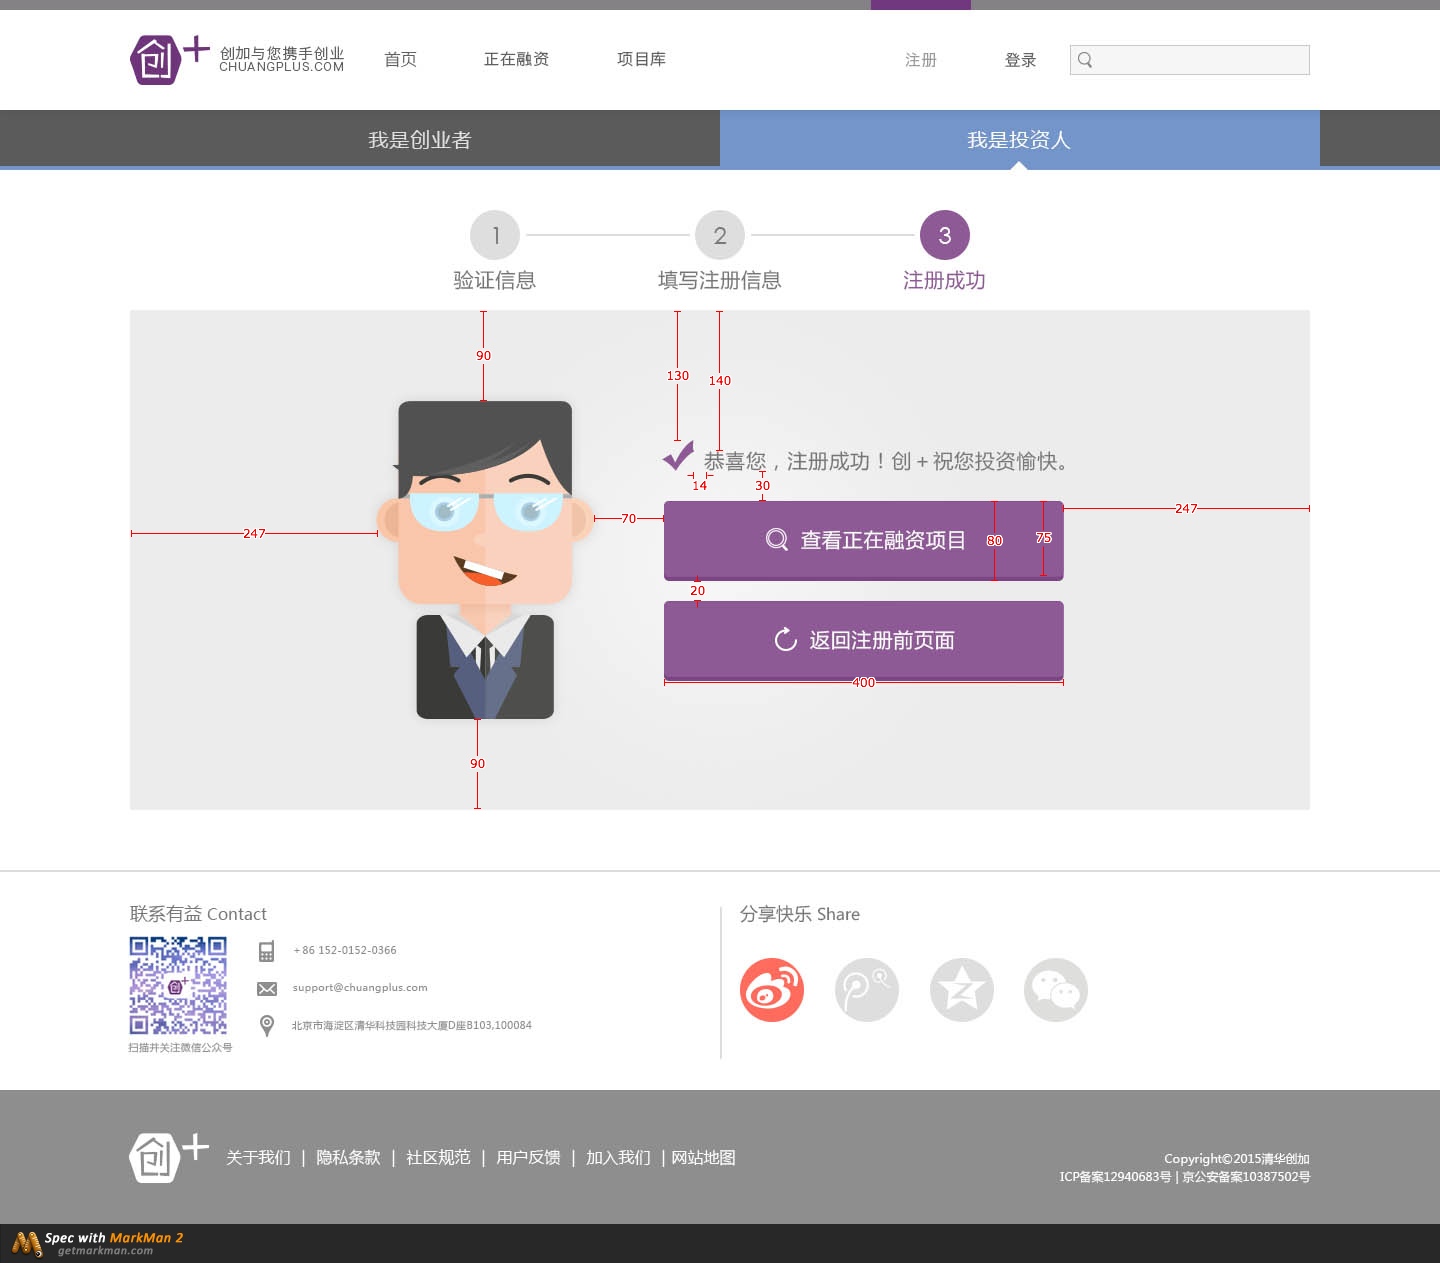 创 创加与您携手创业
CHUANGPLUS.COM
首页 正在融资 项目库 注册 登录
我是创业者 我是投资人
1 2 3
验证信息 填写注册信息 注册成功
90
130
140
恭喜您，注册成功！创＋祝您投资愉快。
14 30
247 70 查看正在融资项目 80 75 247
20
返回注册前页面
400
90
联系有益 Contact
+86 152-0152-0366
support@chuangplus.com
北京市海淀区清华科技园科技大厦D座B103,100084
扫描并关注微信公众号
分享快乐 Share
创 关于我们 | 隐私条款 | 社区规范 | 用户反馈 | 加入我们 | 网站地图
Copyright©2015清华创加
ICP备案12940683号 | 京公安备案10387502号
Spec with MarkMan 2
getmarkman.com